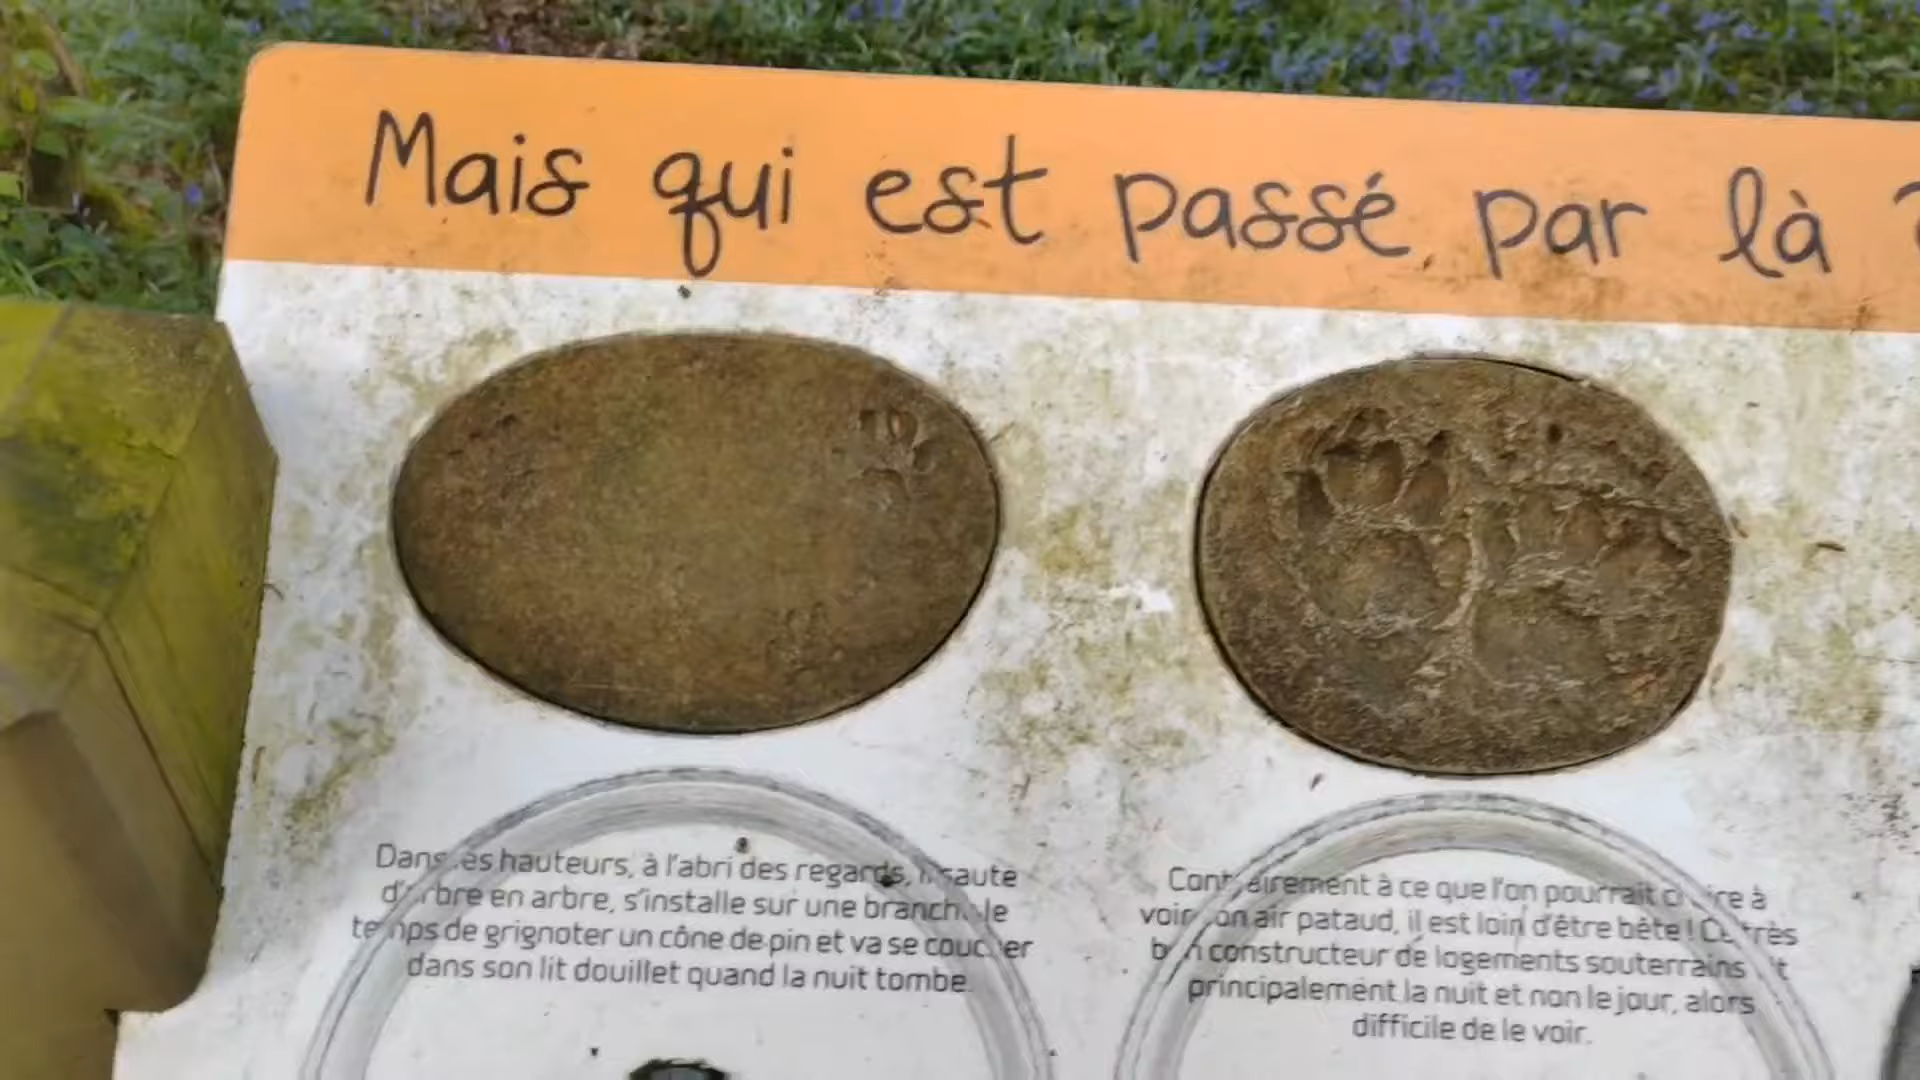 Mais qui est passé par là ?
Dans les hauteurs, à l'abri des regards, il saute
d'arbre en arbre, s'installe sur une branche le
temps de grignoter un cône de pin et va se coucher
dans son lit douillet quand la nuit tombe.
Contrairement à ce que l'on pourrait croire à
voir son air pataud, il est loin d'être bête ! Ce très
bon constructeur de logements souterrains vit
principalement la nuit et non le jour, alors
difficile de le voir.